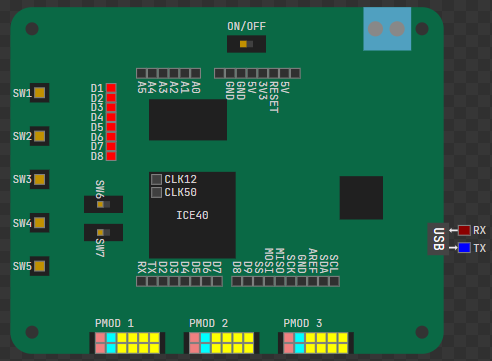 ON/OFF
A5
A4
A3
A2
A1
A0
GND
GND
5V
3V3
RESET
5V
SW1
SW2
SW3
SW4
SW5
D1
D2
D3
D4
D5
D6
D7
D8
SW6
SW7
CLK12
CLK50
ICE40
RX
TX
D2
D3
D4
D5
D6
D7
D8
D9
SS
MOSI
MISO
SCK
GND
AREF
SDA
SCL
USB
RX
TX
PMOD 1
PMOD 2
PMOD 3